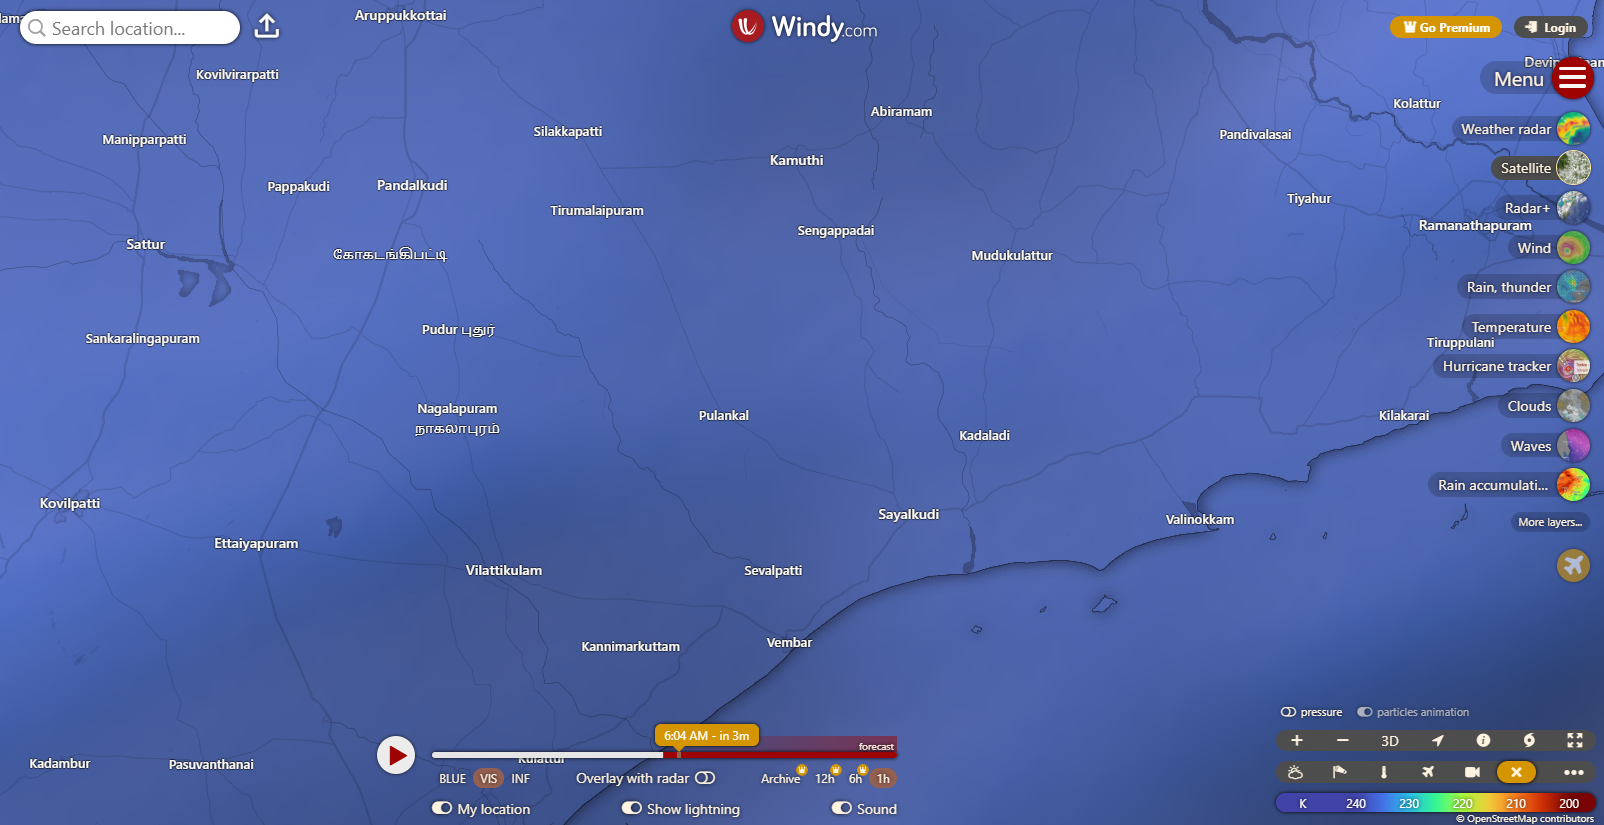 Aruppukkottai
Search location...
Windy.com
Go Premium
Login
Menu
Kovilvirarpatti
Kolattur
Abiramam
Silakkapatti
Pandivalasai
Weather radar
Manipparpatti
Kamuthi
Satellite
Pappakudi
Pandalkudi
Tiyahur
Radar+
Tirumalaipuram
Ramanathapuram
Sengappadai
Sattur
Wind
கோகடங்கிபட்டி
Mudukulattur
Rain, thunder
Pudur புதூர்
Temperature
Sankaralingapuram
Tiruppulani
Hurricane tracker
Nagalapuram
நாகலாபுரம்
Clouds
Pulankal
Kilakarai
Kadaladi
Waves
Rain accumulati...
Kovilpatti
Sayalkudi
Valinokkam
More layers...
Ettaiyapuram
Vilattikulam
Sevalpatti
Kannimarkuttam
Vembar
pressure
particles animation
6:04 AM - in 3m
forecast
3D
Kadambur
Pasuvanthanai
Kulattur
BLUE VIS INF
Overlay with radar
Archive 12h 6h 1h
My location
Show lightning
Sound
K 240 230 220 210 200
© OpenStreetMap contributors